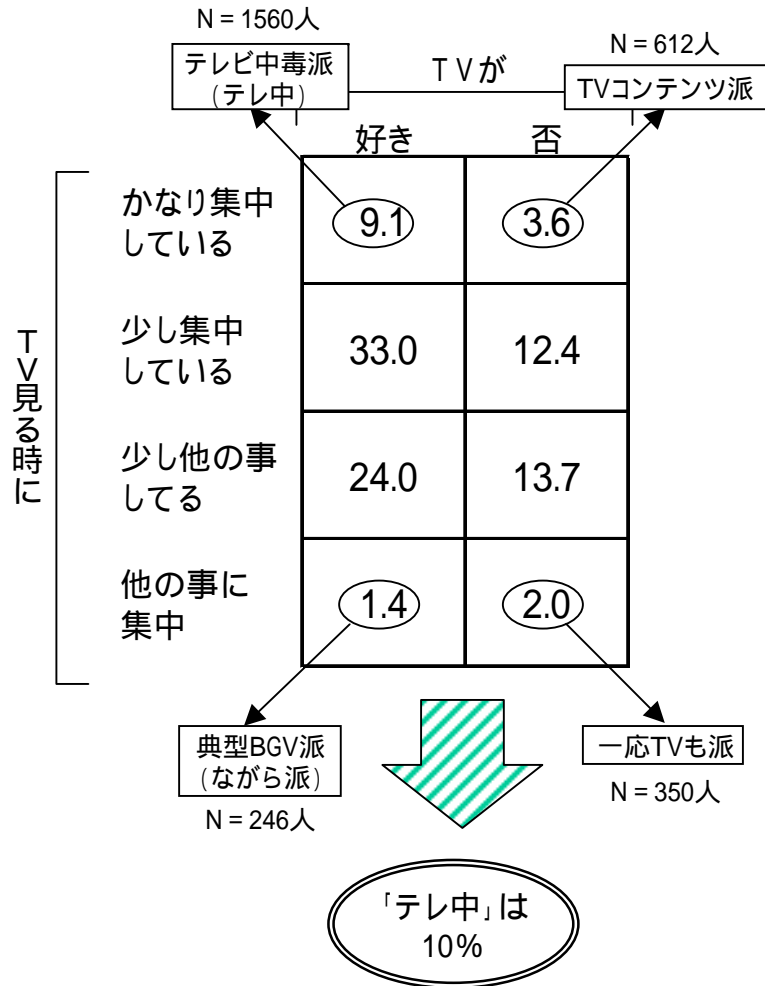 N = 1560人
テレビ中毒派
(テレ中)
TVが
N = 612人
TVコンテンツ派
好き
否
TV見る時に
かなり集中
している
9.1
3.6
少し集中
している
33.0
12.4
少し他の事
してる
24.0
13.7
他の事に
集中
1.4
2.0
典型BGV派
(ながら派)
N = 246人
一応TVも派
N = 350人
「テレ中」は
10%